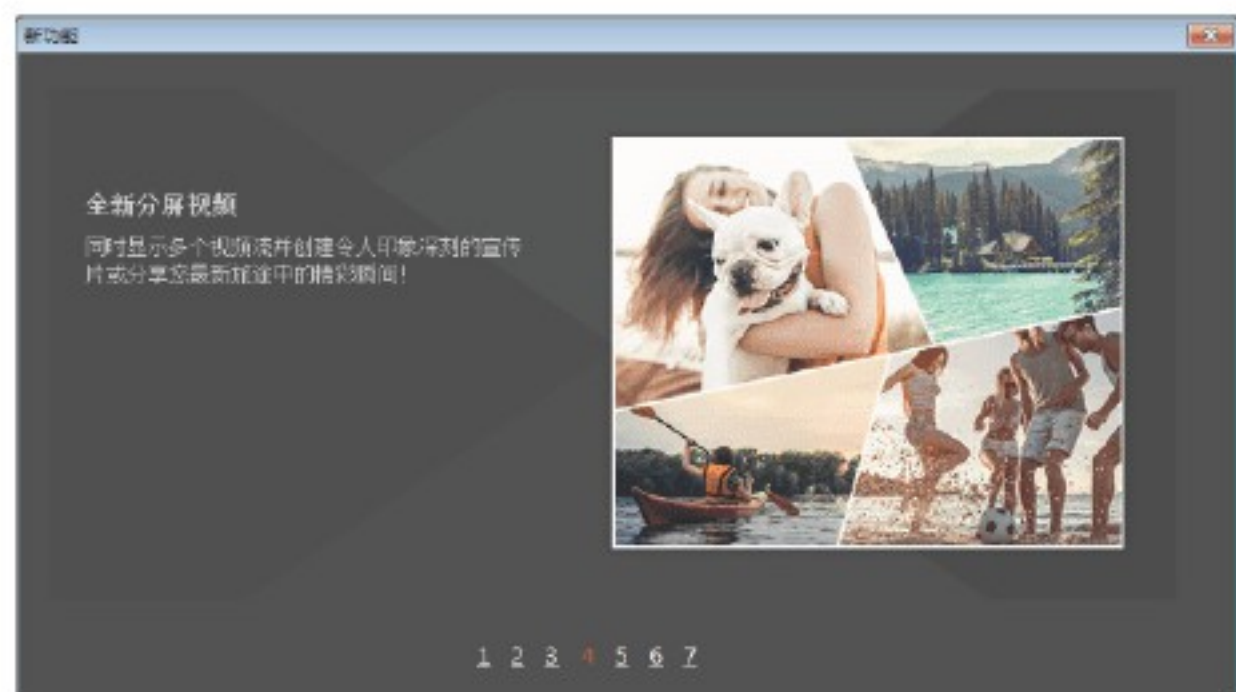 新功能
全新分屏视频
同时显示多个视频流并创建令人印象深刻的宣传
片或分享您最新旅途中的精彩瞬间！
1 2 3 4 5 6 7